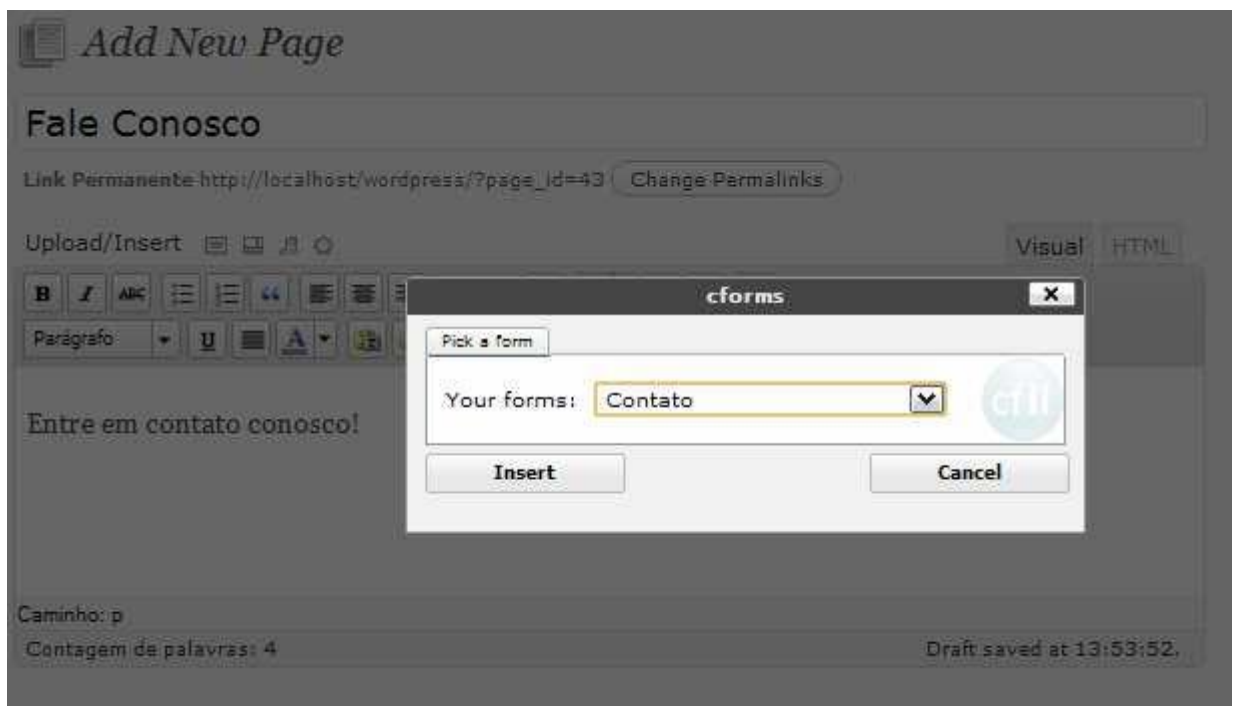 Add New Page
Fale Conosco
Link Permanente http://localhost/wordpress/?page_id=43 Change Permalinks
Upload/Insert Visual HTML
B I ABC
cforms
Parágrafo U A
Pick a form
Your forms: Contato
cfII
Entre em contato conosco!
Insert Cancel
Caminho: p
Contagem de palavras: 4 Draft saved at 13:53:52.